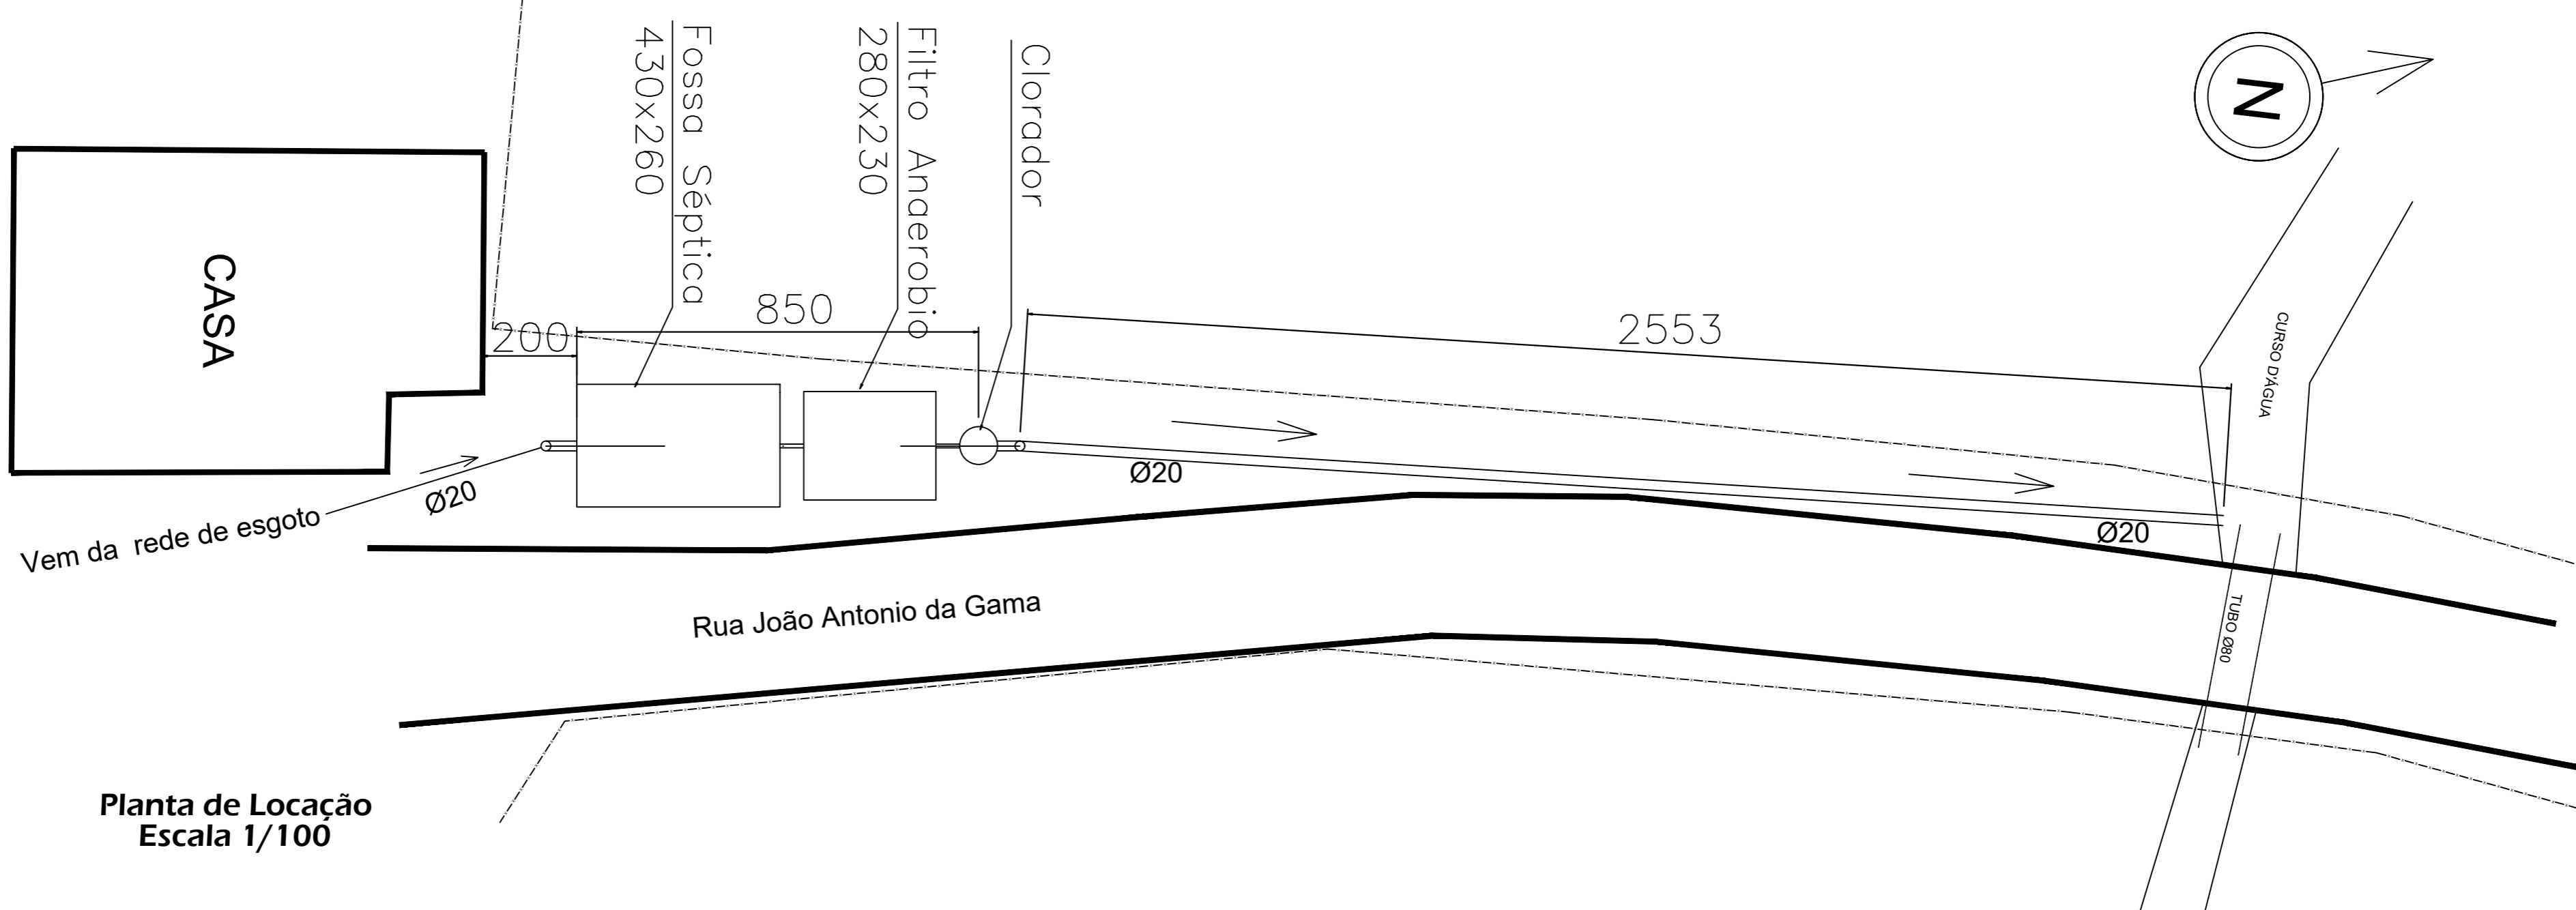 CASA
Fossa Séptica
430x260
Filtro Anaerobio
280x230
Clorador
N
200
850
2553
CURSO D'ÁGUA
Vem da rede de esgoto
Ø20
Ø20
Ø20
TUBO Ø80
Rua João Antonio da Gama
Planta de Locação
Escala 1/100